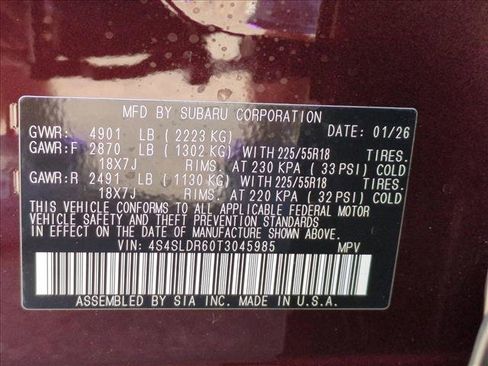 MFD BY SUBARU CORPORATION
GVWR: 4901 LB ( 2223 KG) DATE: 01/26
GAWR:F 2870 LB ( 1302 KG) WITH 225/55R18 TIRES.
18X7J RIMS. AT 230 KPA ( 33 PSI) COLD
GAWR:R 2491 LB ( 1130 KG) WITH 225/55R18 TIRES.
18X7J RIMS. AT 220 KPA ( 32 PSI) COLD
THIS VEHICLE CONFORMS TO ALL APPLICABLE FEDERAL MOTOR
VEHICLE SAFETY AND THEFT PREVENTION STANDARDS
IN EFFECT ON THE DATE OF MANUFACTURE SHOWN ABOVE.
VIN: 4S4SLDR60T3045985 MPV
ASSEMBLED BY SIA INC. MADE IN U.S.A.